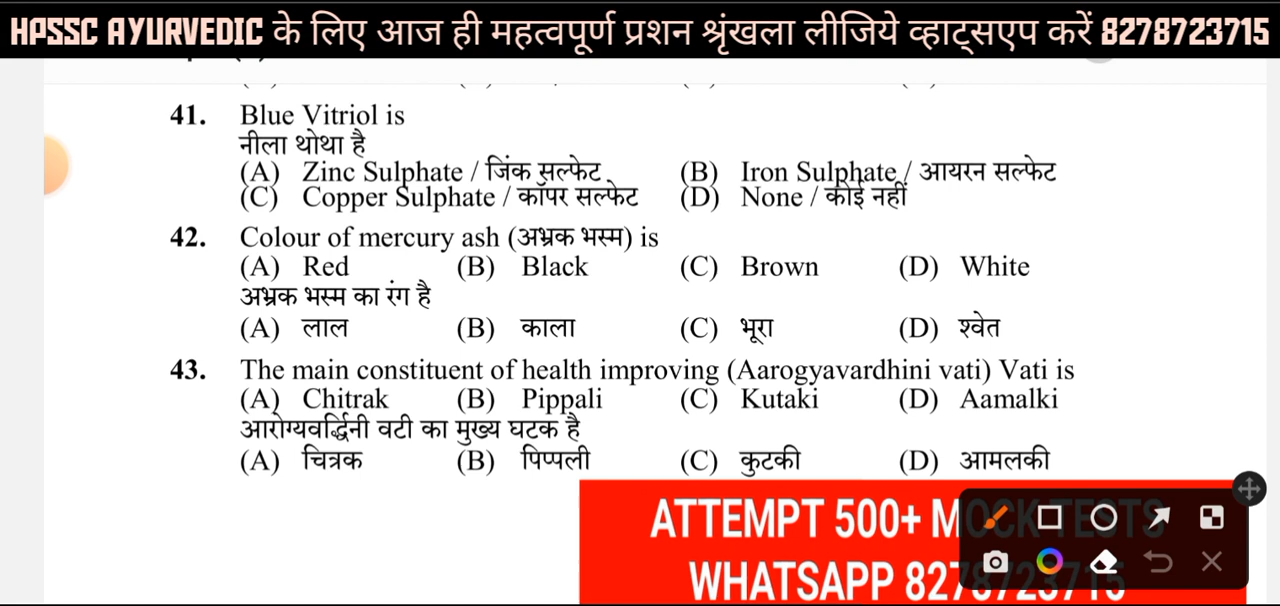 HPSSC AYURVEDIC के लिए आज ही महत्वपूर्ण प्रशन श्रृंखला लीजिये व्हाट्सएप करें 8278723715
41. Blue Vitriol is
नीला थोथा है
(A) Zinc Sulphate / जिंक सल्फेट (B) Iron Sulphate / आयरन सल्फेट
(C) Copper Sulphate / कॉपर सल्फेट (D) None / कोई नहीं
42. Colour of mercury ash (अभ्रक भस्म) is
(A) Red (B) Black (C) Brown (D) White
अभ्रक भस्म का रंग है
(A) लाल (B) काला (C) भूरा (D) श्वेत
43. The main constituent of health improving (Aarogyavardhini vati) Vati is
(A) Chitrak (B) Pippali (C) Kutaki (D) Aamalki
आरोग्यवर्द्धिनी वटी का मुख्य घटक है
(A) चित्रक (B) पिप्पली (C) कुटकी (D) आमलकी
ATTEMPT 500+ MOCK TESTS
WHATSAPP 8278723715